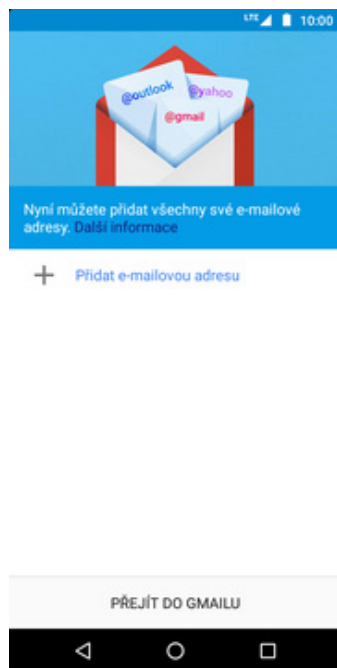 LTE 10:00
@outlook @yahoo
@gmail
Nyní můžete přidat všechny své e-mailové
adresy. Další informace
Přidat e-mailovou adresu
PŘEJÍT DO GMAILU